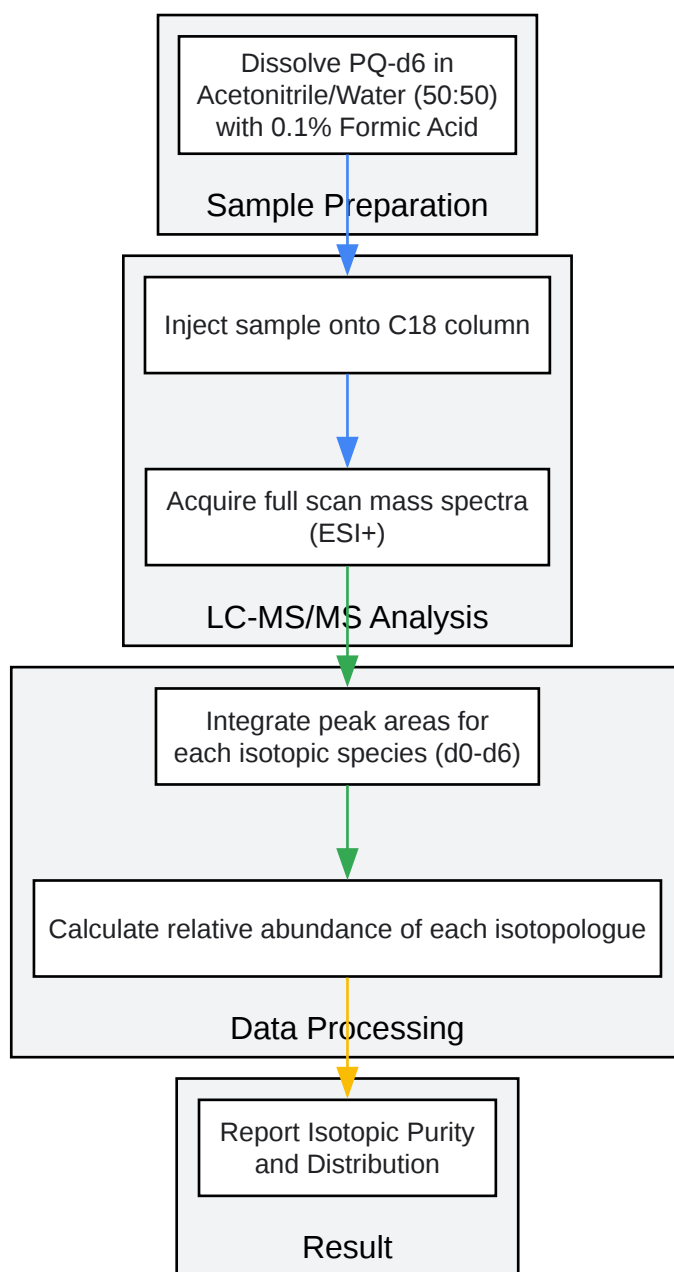 Dissolve PQ-d6 in
Acetonitrile/Water (50:50)
with 0.1% Formic Acid
Sample Preparation
Inject sample onto C18 column
Acquire full scan mass spectra
(ESI+)
LC-MS/MS Analysis
Integrate peak areas for
each isotopic species (d0-d6)
Calculate relative abundance of each isotopologue
Data Processing
Report Isotopic Purity
and Distribution
Result